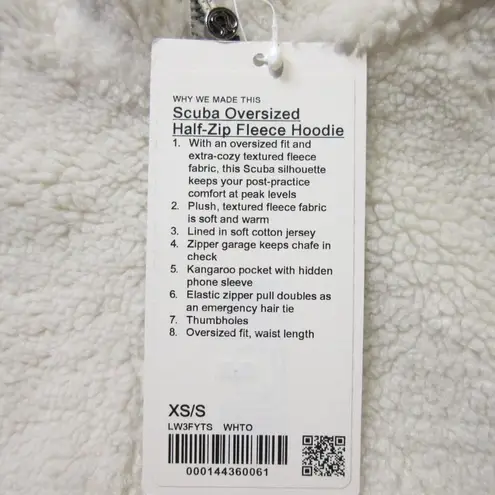 WHY WE MADE THIS
Scuba Oversized
Half-Zip Fleece Hoodie
1. With an oversized fit and
extra-cozy textured fleece
fabric, this Scuba silhouette
keeps your post-practice
comfort at peak levels
2. Plush, textured fleece fabric
is soft and warm
3. Lined in soft cotton jersey
4. Zipper garage keeps chafe in
check
5. Kangaroo pocket with hidden
phone sleeve
6. Elastic zipper pull doubles as
an emergency hair tie
7. Thumbholes
8. Oversized fit, waist length
XS/S
LW3FYTS WHTO
000144360061